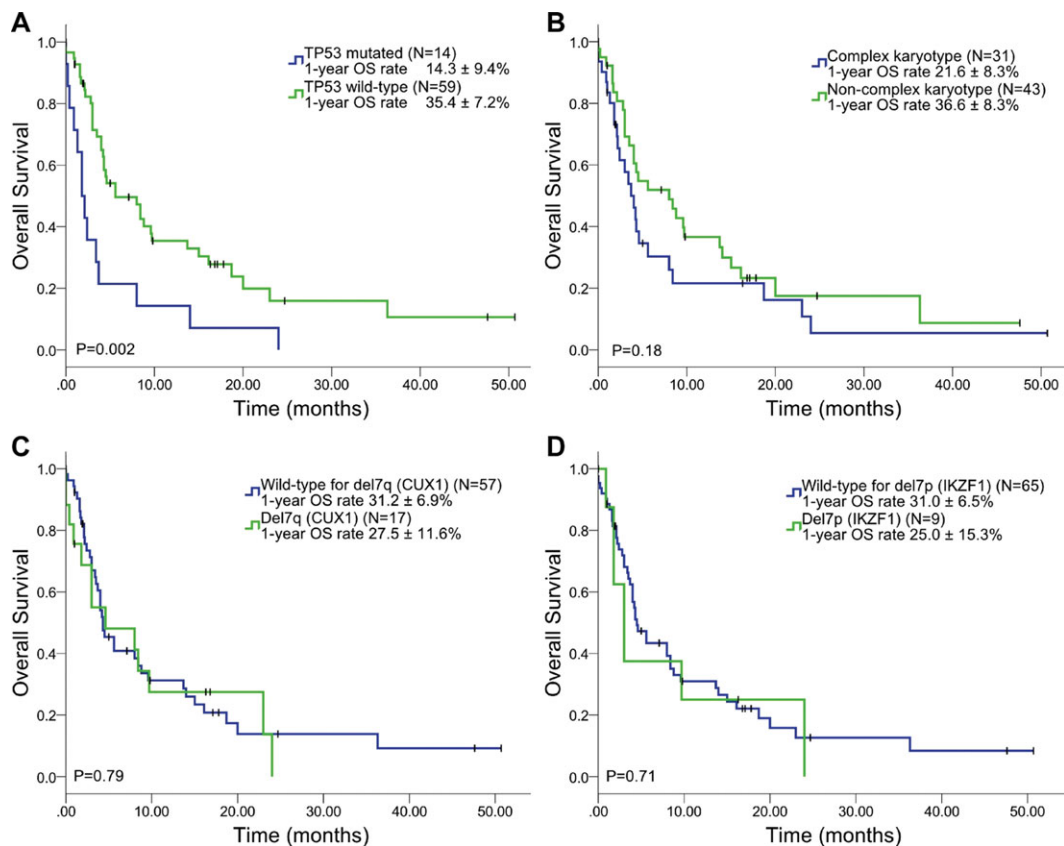 A
TP53 mutated (N=14)
1-year OS rate 14.3 ± 9.4%
TP53 wild-type (N=59)
1-year OS rate 35.4 ± 7.2%
Overall Survival
1.0
0.8
0.6
0.4
0.2
0.0
P=0.002
.00 10.00 20.00 30.00 40.00 50.00
Time (months)
B
Complex karyotype (N=31)
1-year OS rate 21.6 ± 8.3%
Non-complex karyotype (N=43)
1-year OS rate 36.6 ± 8.3%
Overall Survival
1.0
0.8
0.6
0.4
0.2
0.0
P=0.18
.00 10.00 20.00 30.00 40.00 50.00
Time (months)
C
Wild-type for del7q (CUX1) (N=57)
1-year OS rate 31.2 ± 6.9%
Del7q (CUX1) (N=17)
1-year OS rate 27.5 ± 11.6%
Overall Survival
1.0
0.8
0.6
0.4
0.2
0.0
P=0.79
.00 10.00 20.00 30.00 40.00 50.00
Time (months)
D
Wild-type for del7p (IKZF1) (N=65)
1-year OS rate 31.0 ± 6.5%
Del7p (IKZF1) (N=9)
1-year OS rate 25.0 ± 15.3%
Overall Survival
1.0
0.8
0.6
0.4
0.2
0.0
P=0.71
.00 10.00 20.00 30.00 40.00 50.00
Time (months)